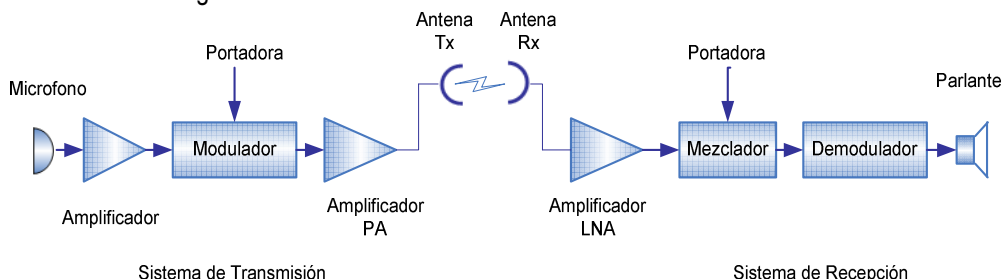 Antena
Tx
Antena
Rx
Portadora
Portadora
Microfono
Parlante
Modulador
Mezclador
Demodulador
Amplificador
Amplificador
PA
Amplificador
LNA
Sistema de Transmisión
Sistema de Recepción